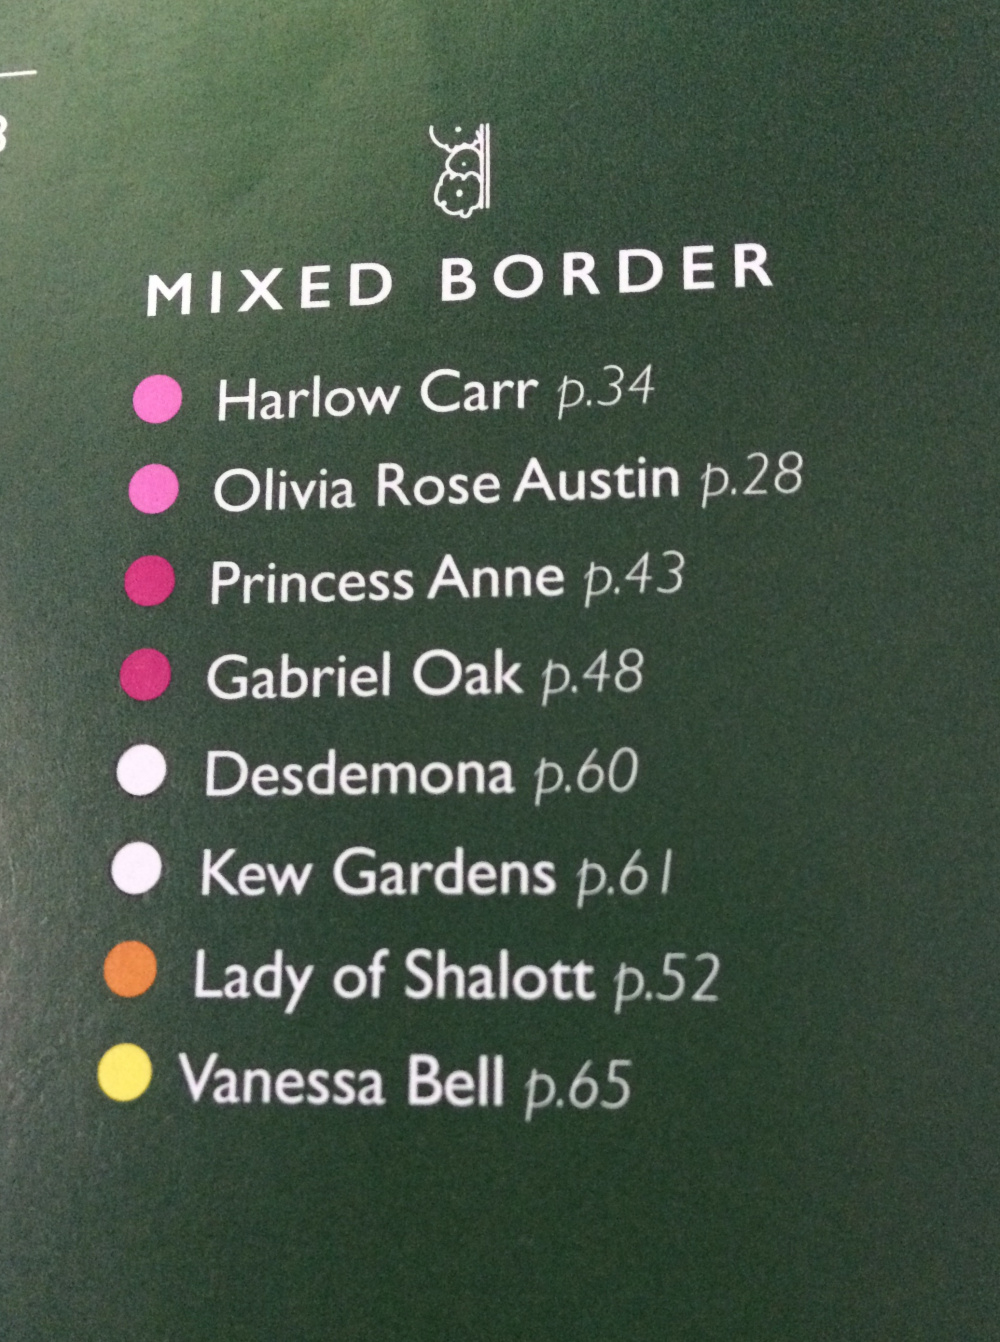 MIXED BORDER
Harlow Carr p.34
Olivia Rose Austin p.28
Princess Anne p.43
Gabriel Oak p.48
Desdemona p.60
Kew Gardens p.61
Lady of Shalott p.52
Vanessa Bell p.65